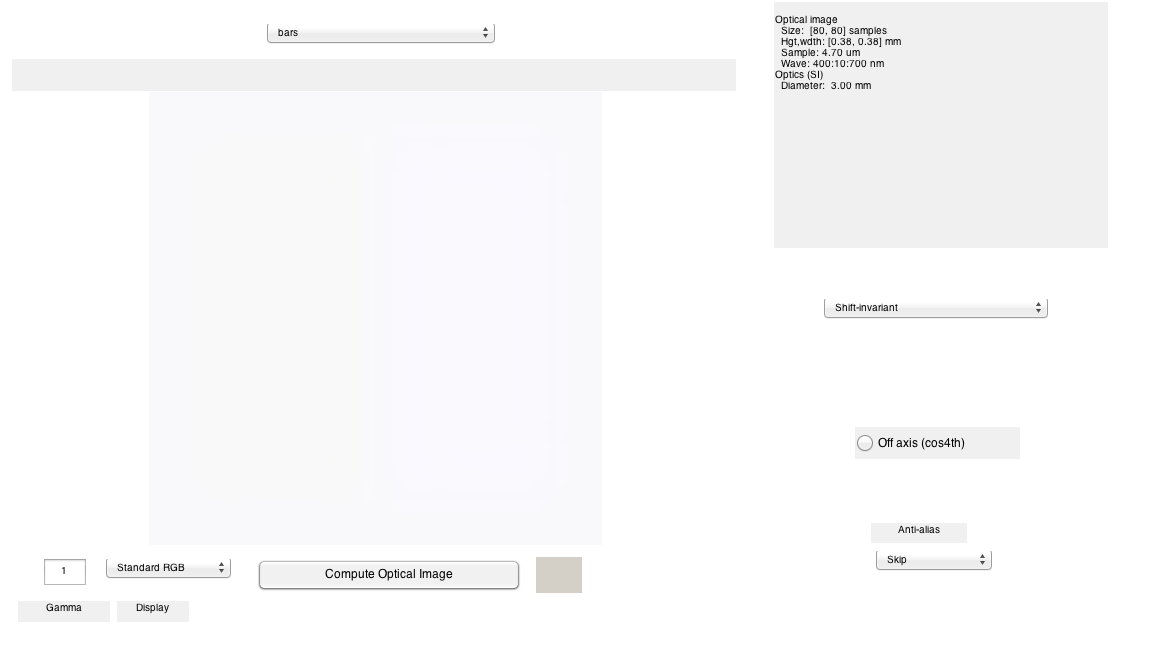 bars
Optical image
Size: [80, 80] samples
Hgt,wdth: [0.38, 0.38] mm
Sample: 4.70 um
Wave: 400:10:700 nm
Optics (SI)
Diameter: 3.00 mm
Shift-invariant
Off axis (cos4th)
Anti-alias
Skip
1
Standard RGB
Compute Optical Image
Gamma
Display